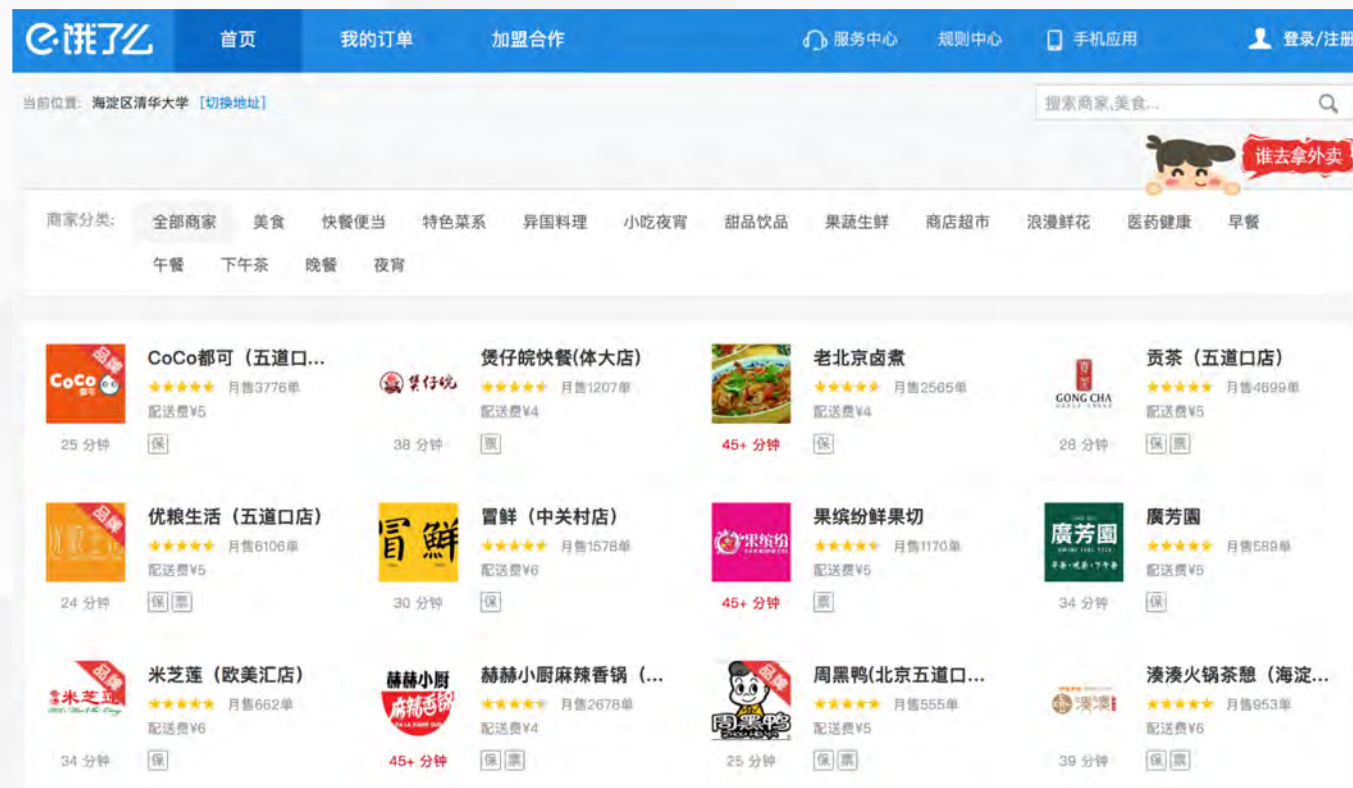 饿了么 首页 我的订单 加盟合作 服务中心 规则中心 手机应用 登录/注册
当前位置: 海淀区清华大学 [切换地址] 搜索商家,美食...
谁去拿外卖
商家分类: 全部商家 美食 快餐便当 特色菜系 异国料理 小吃夜宵 甜品饮品 果蔬生鲜 商店超市 浪漫鲜花 医药健康 早餐
午餐 下午茶 晚餐 夜宵
品牌 CoCo都可 CoCo都可（五道口... 煲仔皖 煲仔皖快餐(体大店) 老北京卤煮 貢茶 GONG CHA 贡茶（五道口店）
月售3776单 月售1207单 月售2565单 月售4699单
配送费¥5 配送费¥4 配送费¥4 配送费¥5
25 分钟 保 38 分钟 票 45+ 分钟 保 28 分钟 保 票
品牌 优粮生活（五道口店） 冒鮮 冒鲜（中关村店） 果缤纷 果缤纷鲜果切 廣芳園 廣芳園
月售6106单 月售1578单 月售1170单 月售589单
配送费¥5 配送费¥6 配送费¥5 配送费¥5
24 分钟 保 票 30 分钟 保 45+ 分钟 票 34 分钟 保
品牌 米芝莲 米芝莲（欧美汇店） 赫赫小厨 麻辣香锅 赫赫小厨麻辣香锅（... 品牌 周黑鸭 周黑鸭(北京五道口... 湊湊 湊湊火锅茶憩（海淀...
月售662单 月售2678单 月售555单 月售953单
配送费¥6 配送费¥4 配送费¥5 配送费¥6
34 分钟 保 45+ 分钟 保 票 25 分钟 保 票 39 分钟 保 票